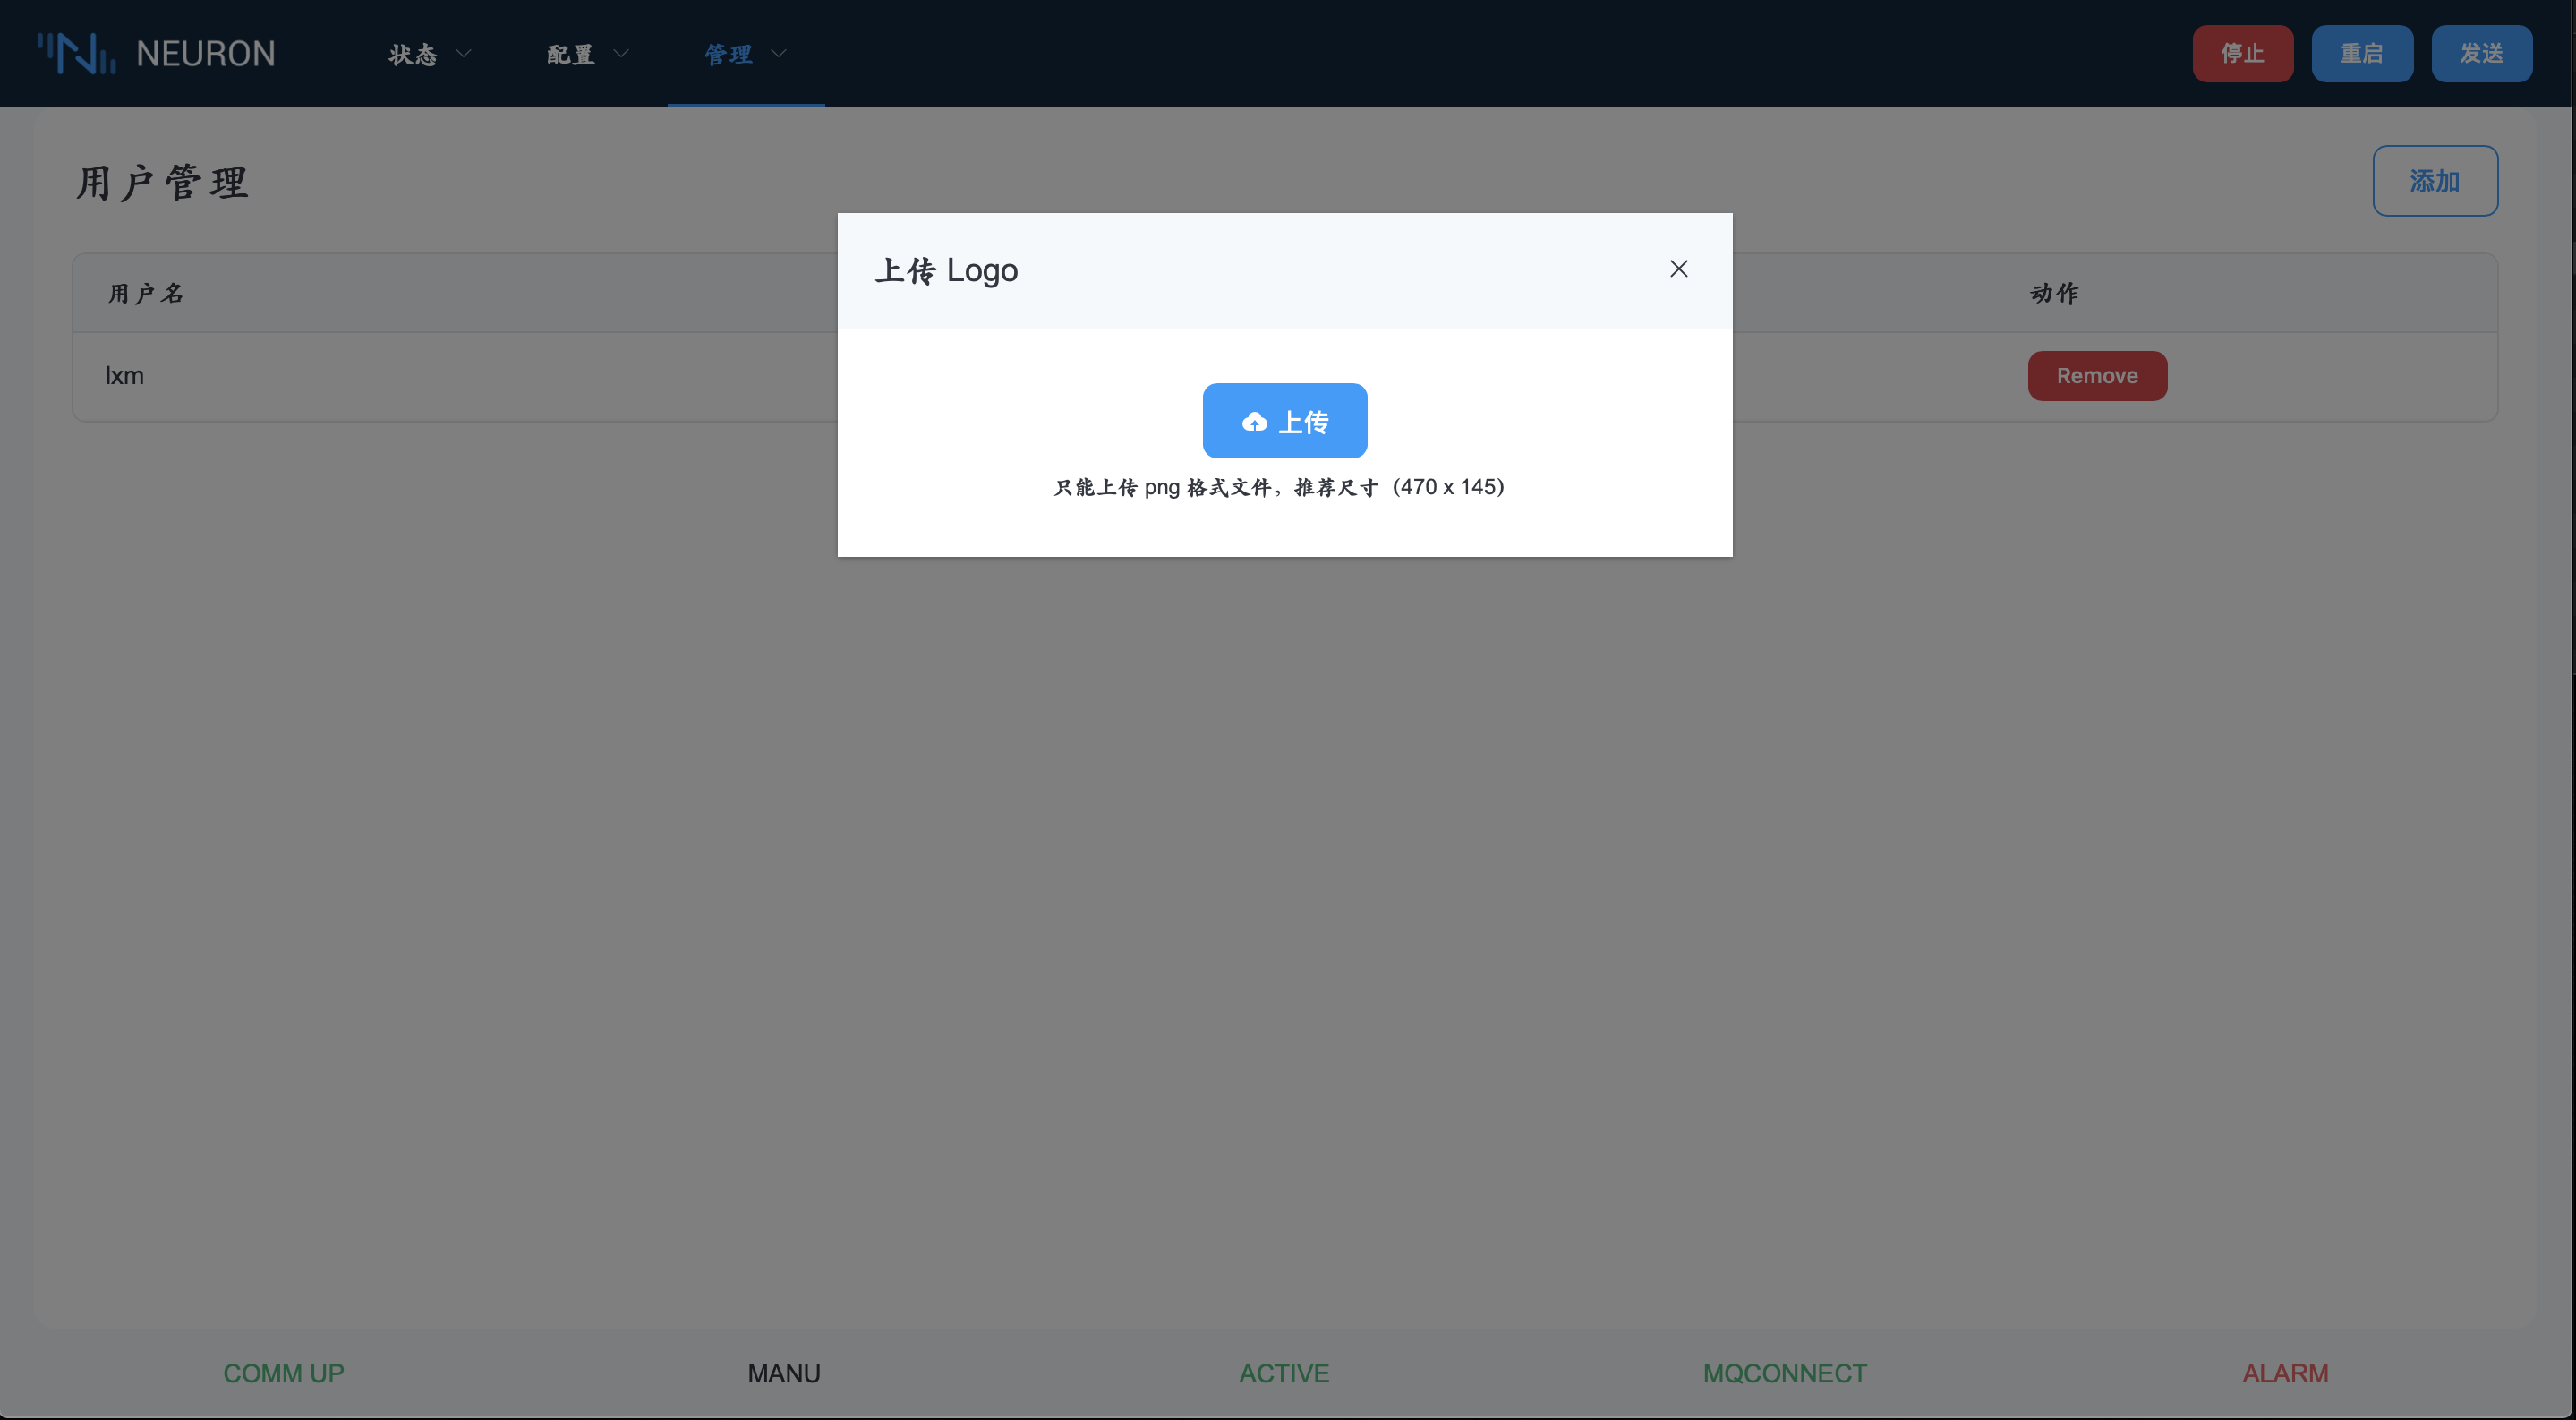 NEURON 状态 配置 管理 停止 重启 发送
用户管理 添加
上传 Logo
用户名 动作
lxm Remove
上传
只能上传 png 格式文件，推荐尺寸（470 x 145）
COMM UP MANU ACTIVE MQCONNECT ALARM